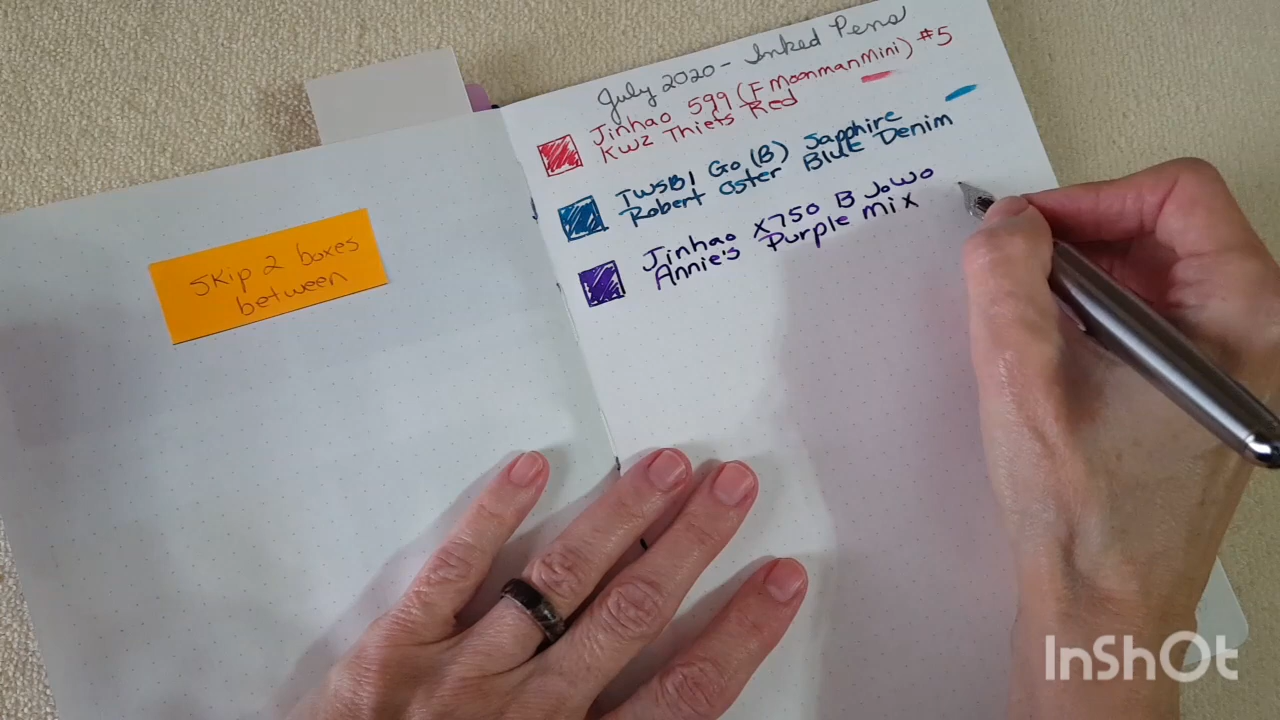 Skip 2 boxes
between
July 2020 - Inked Pens
Jinhao 599 (F Moonman Mini) #5
KWZ Thiefs Red
TWSBI Go (B) Sapphire
Robert Oster Blue Denim
Jinhao X750 B JoWo
Annie's Purple Mix
InShOt